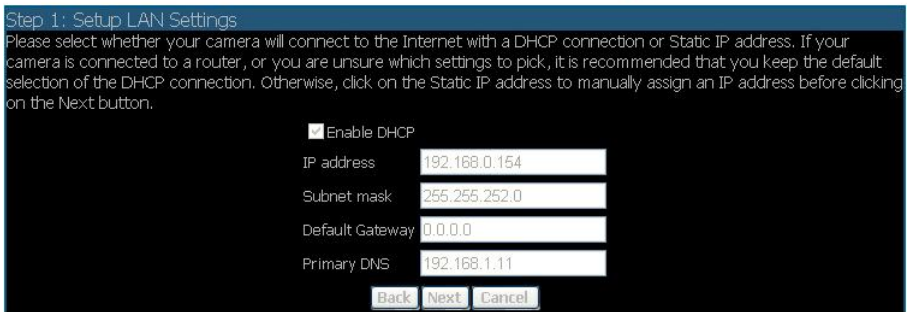 Step 1: Setup LAN Settings
Please select whether your camera will connect to the Internet with a DHCP connection or Static IP address. If your
camera is connected to a router, or you are unsure which settings to pick, it is recommended that you keep the default
selection of the DHCP connection. Otherwise, click on the Static IP address to manually assign an IP address before clicking
on the Next button.
Enable DHCP
IP address 192.168.0.154
Subnet mask 255.255.252.0
Default Gateway 0.0.0.0
Primary DNS 192.168.1.11
Back Next Cancel